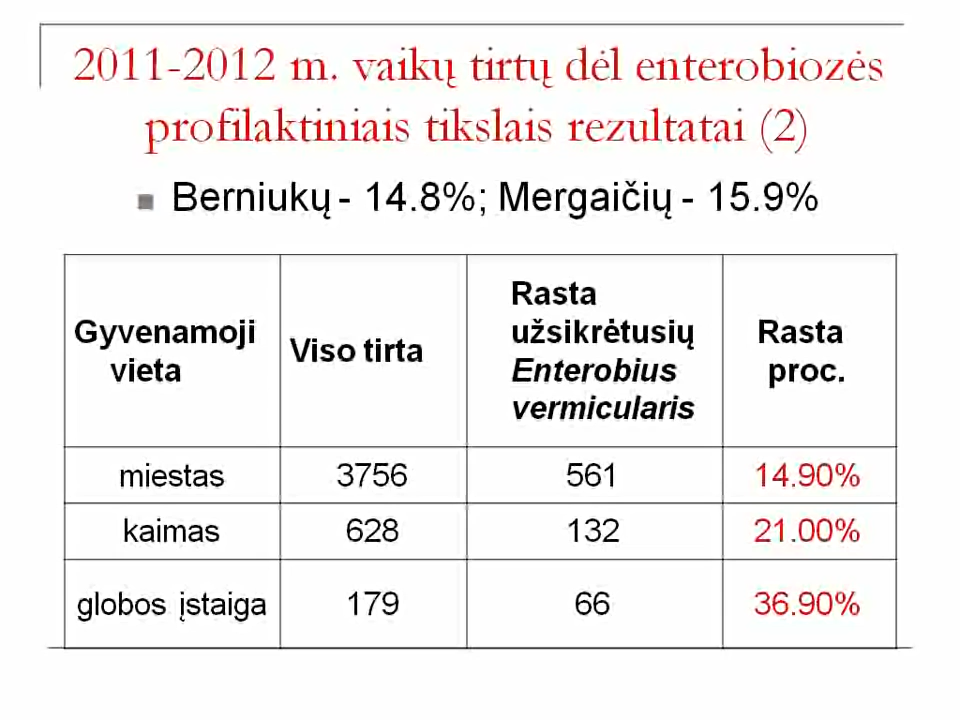 2011-2012 m. vaikų tirtų dėl enterobiozės
profilaktiniais tikslais rezultatai (2)
Berniukų - 14.8%; Mergaičių - 15.9%
Gyvenamoji
vieta
Viso tirta
Rasta
užsikrėtusių
Enterobius
vermicularis
Rasta
proc.
miestas 3756 561 14.90%
kaimas 628 132 21.00%
globos įstaiga 179 66 36.90%